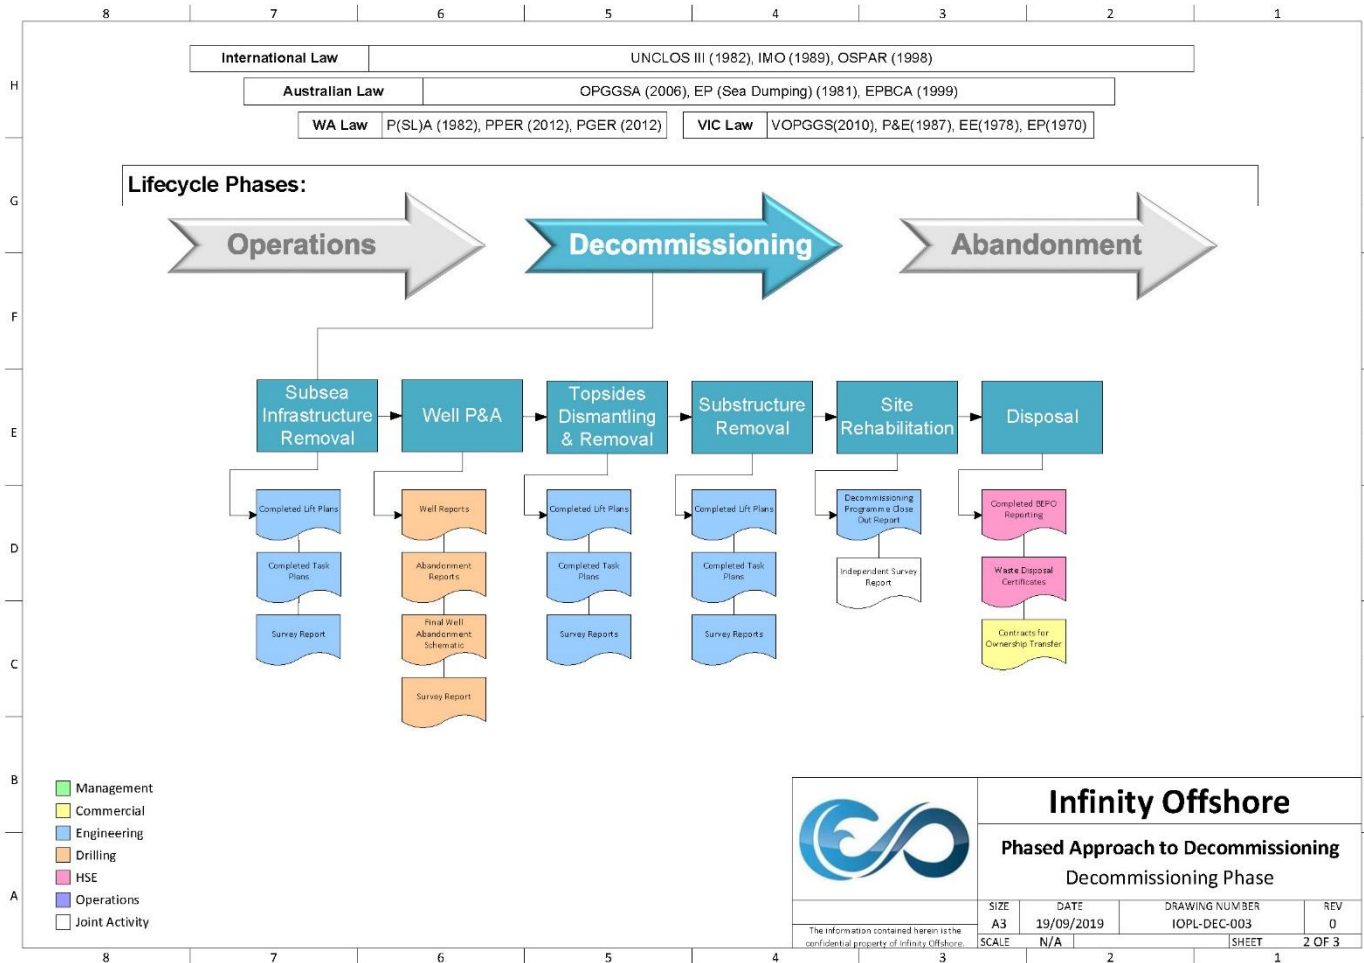 8 7 6 5 4 3 2 1
International Law UNCLOS III (1982), IMO (1989), OSPAR (1998)
H
Australian Law OPGGSA (2006), EP (Sea Dumping) (1981), EPBCA (1999)
WA Law P(SL)A (1982), PPER (2012), PGER (2012) VIC Law VOPGGS(2010), P&E(1987), EE(1978), EP(1970)
Lifecycle Phases:
G
Operations Decommissioning Abandonment
F
E
Subsea
Infrastructure
Removal
Well P&A
Topsides
Dismantling
& Removal
Substructure
Removal
Site
Rehabilitation
Disposal
D
Completed Lift Plans
Completed Task
Plans
Survey Report
Well Reports
Abandonment
Reports
Final Well
Abandonment
Schematic
Survey Report
Completed Lift Plans
Completed Task
Plans
Survey Reports
Completed Lift Plans
Completed Task
Plans
Survey Reports
Decommissioning
Programme Close
Out Report
Independent Survey
Report
Completed BEPO
Reporting
Waste Disposal
Certificates
Contracts for
Ownership Transfer
C
B
Management
Commercial
Engineering
Drilling
HSE
Operations
Joint Activity
A
Infinity Offshore
Phased Approach to Decommissioning
Decommissioning Phase
SIZE DATE DRAWING NUMBER REV
A3 19/09/2019 IOPL-DEC-003 0
The information contained herein is the
confidential property of Infinity Offshore.
SCALE N/A SHEET 2 OF 3
8 7 6 5 4 3 2 1